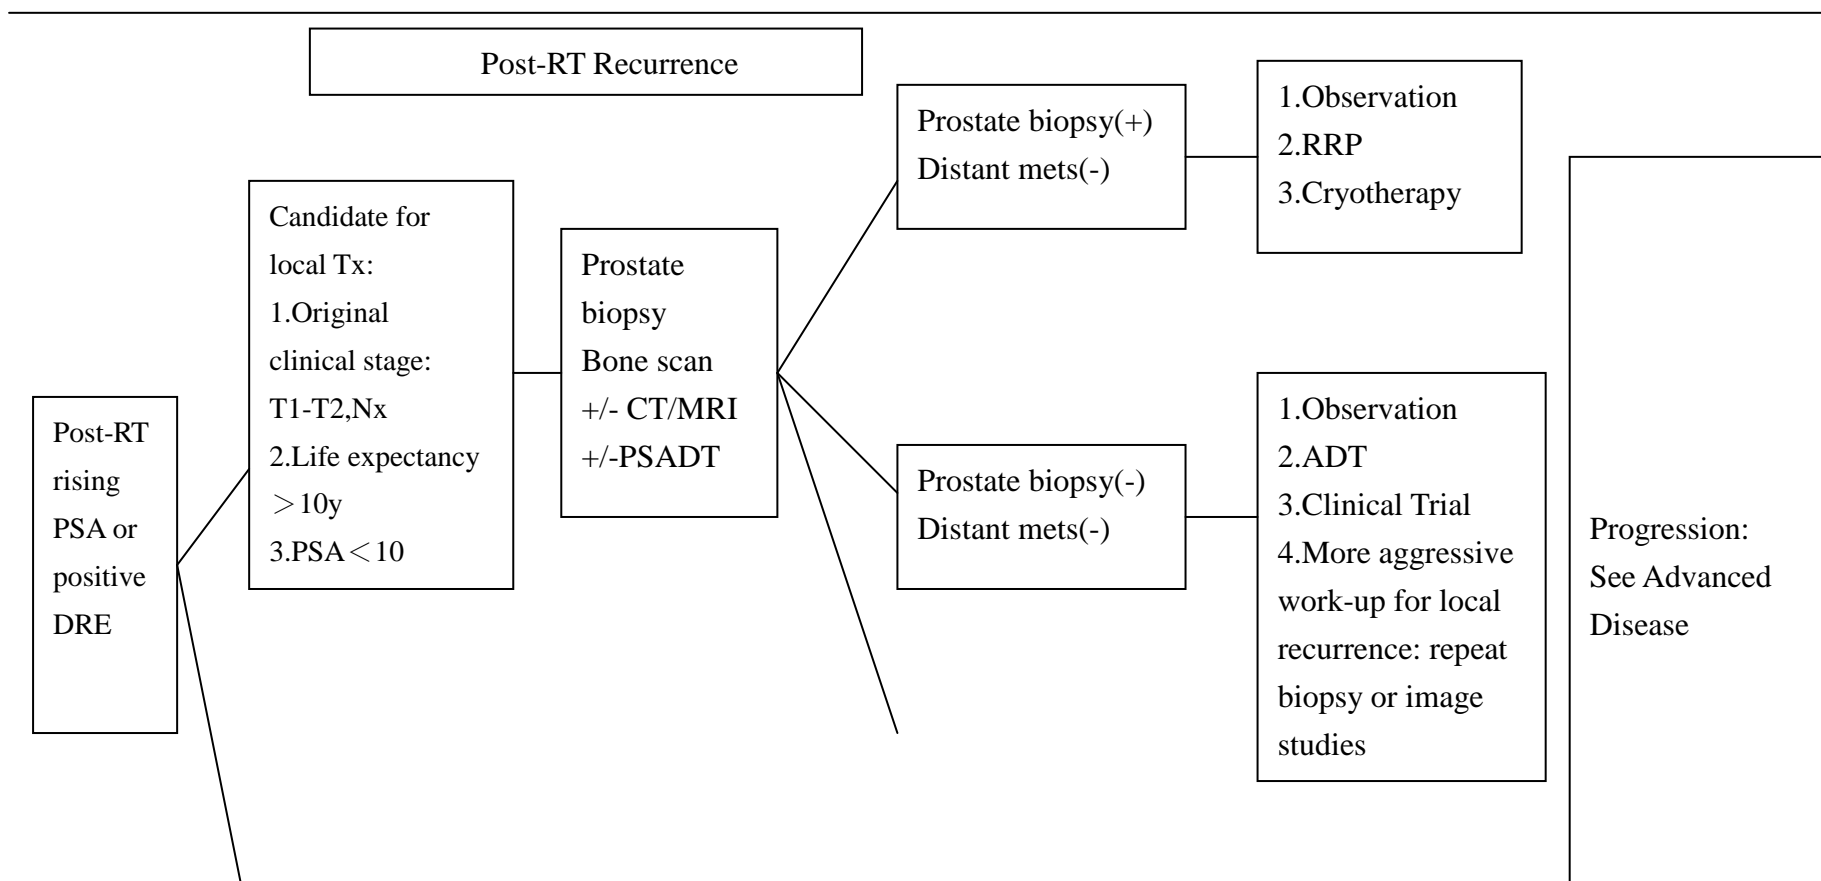 Post-RT Recurrence
Post-RT
rising
PSA or
positive
DRE
Candidate for
local Tx:
1.Original
clinical stage:
T1-T2,Nx
2.Life expectancy
＞10y
3.PSA＜10
Prostate
biopsy
Bone scan
+/- CT/MRI
+/-PSADT
Prostate biopsy(+)
Distant mets(-)
1.Observation
2.RRP
3.Cryotherapy
Prostate biopsy(-)
Distant mets(-)
1.Observation
2.ADT
3.Clinical Trial
4.More aggressive
work-up for local
recurrence: repeat
biopsy or image
studies
Progression:
See Advanced
Disease